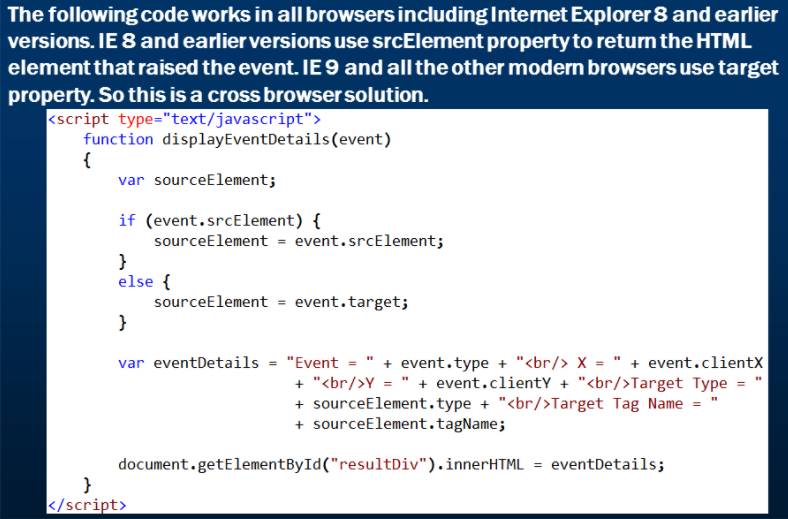 The following code works in all browsers including Internet Explorer 8 and earlier
versions. IE 8 and earlier versions use srcElement property to return the HTML
element that raised the event. IE 9 and all the other modern browsers use target
property. So this is a cross browser solution.
<script type="text/javascript">
    function displayEventDetails(event)
    {
        var sourceElement;

        if (event.srcElement) {
            sourceElement = event.srcElement;
        }
        else {
            sourceElement = event.target;
        }

        var eventDetails = "Event = " + event.type + "<br/> X = " + event.clientX
                            + "<br/>Y = " + event.clientY + "<br/>Target Type = "
                            + sourceElement.type + "<br/>Target Tag Name = "
                            + sourceElement.tagName;

        document.getElementById("resultDiv").innerHTML = eventDetails;
    }
</script>